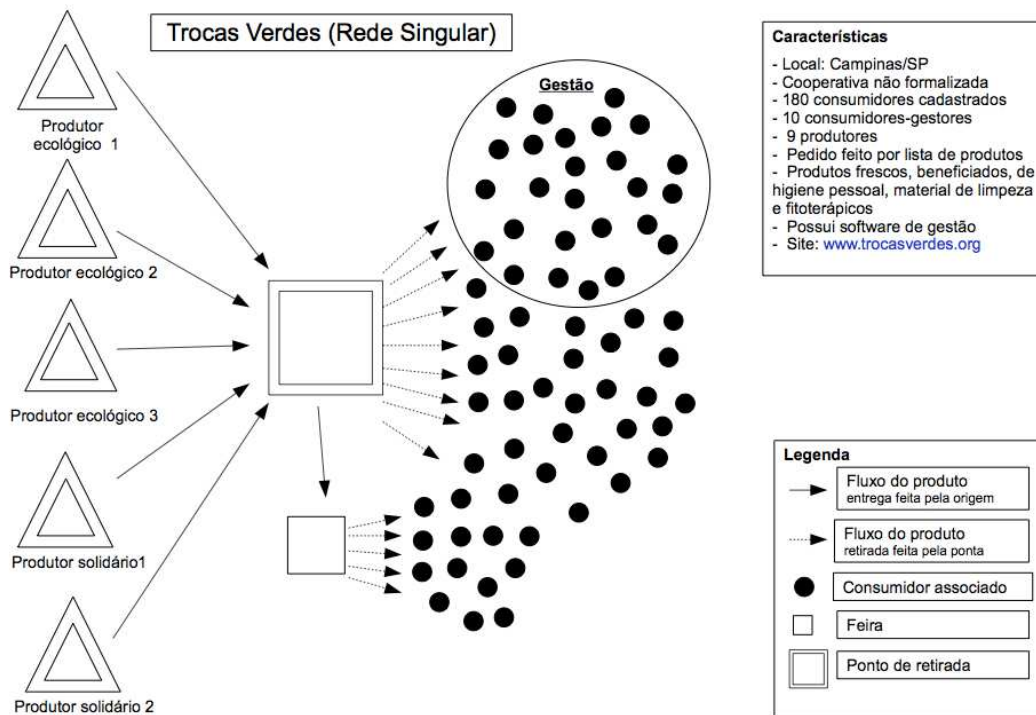 Trocas Verdes (Rede Singular)
Produtor
ecológico 1
Produtor ecológico 2
Produtor ecológico 3
Produtor solidário1
Produtor solidário 2
Gestão
Características
- Local: Campinas/SP
- Cooperativa não formalizada
- 180 consumidores cadastrados
- 10 consumidores-gestores
- 9 produtores
- Pedido feito por lista de produtos
- Produtos frescos, beneficiados, de
higiene pessoal, material de limpeza
e fitoterápicos
- Possui software de gestão
- Site: www.trocasverdes.org
Legenda
Fluxo do produto
entrega feita pela origem
Fluxo do produto
retirada feita pela ponta
Consumidor associado
Feira
Ponto de retirada